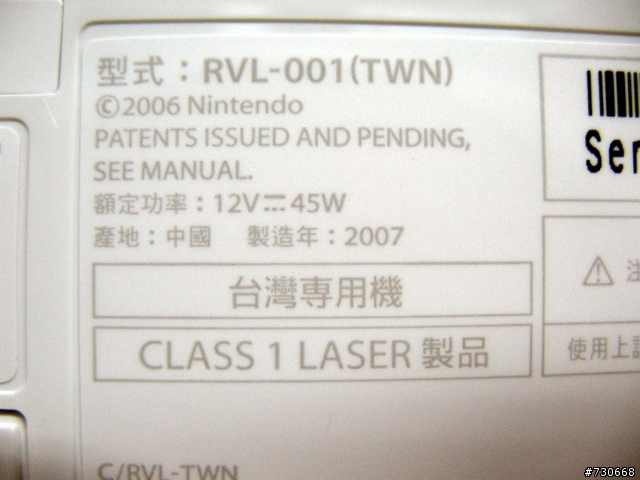 型式：RVL-001(TWN)
©2006 Nintendo
PATENTS ISSUED AND PENDING,
SEE MANUAL.
額定功率：12V⎓45W
產地：中國 製造年：2007
台灣専用機
CLASS 1 LASER 製品
C/RVL-TWN
Ser
⚠ 注
使用上
#730668